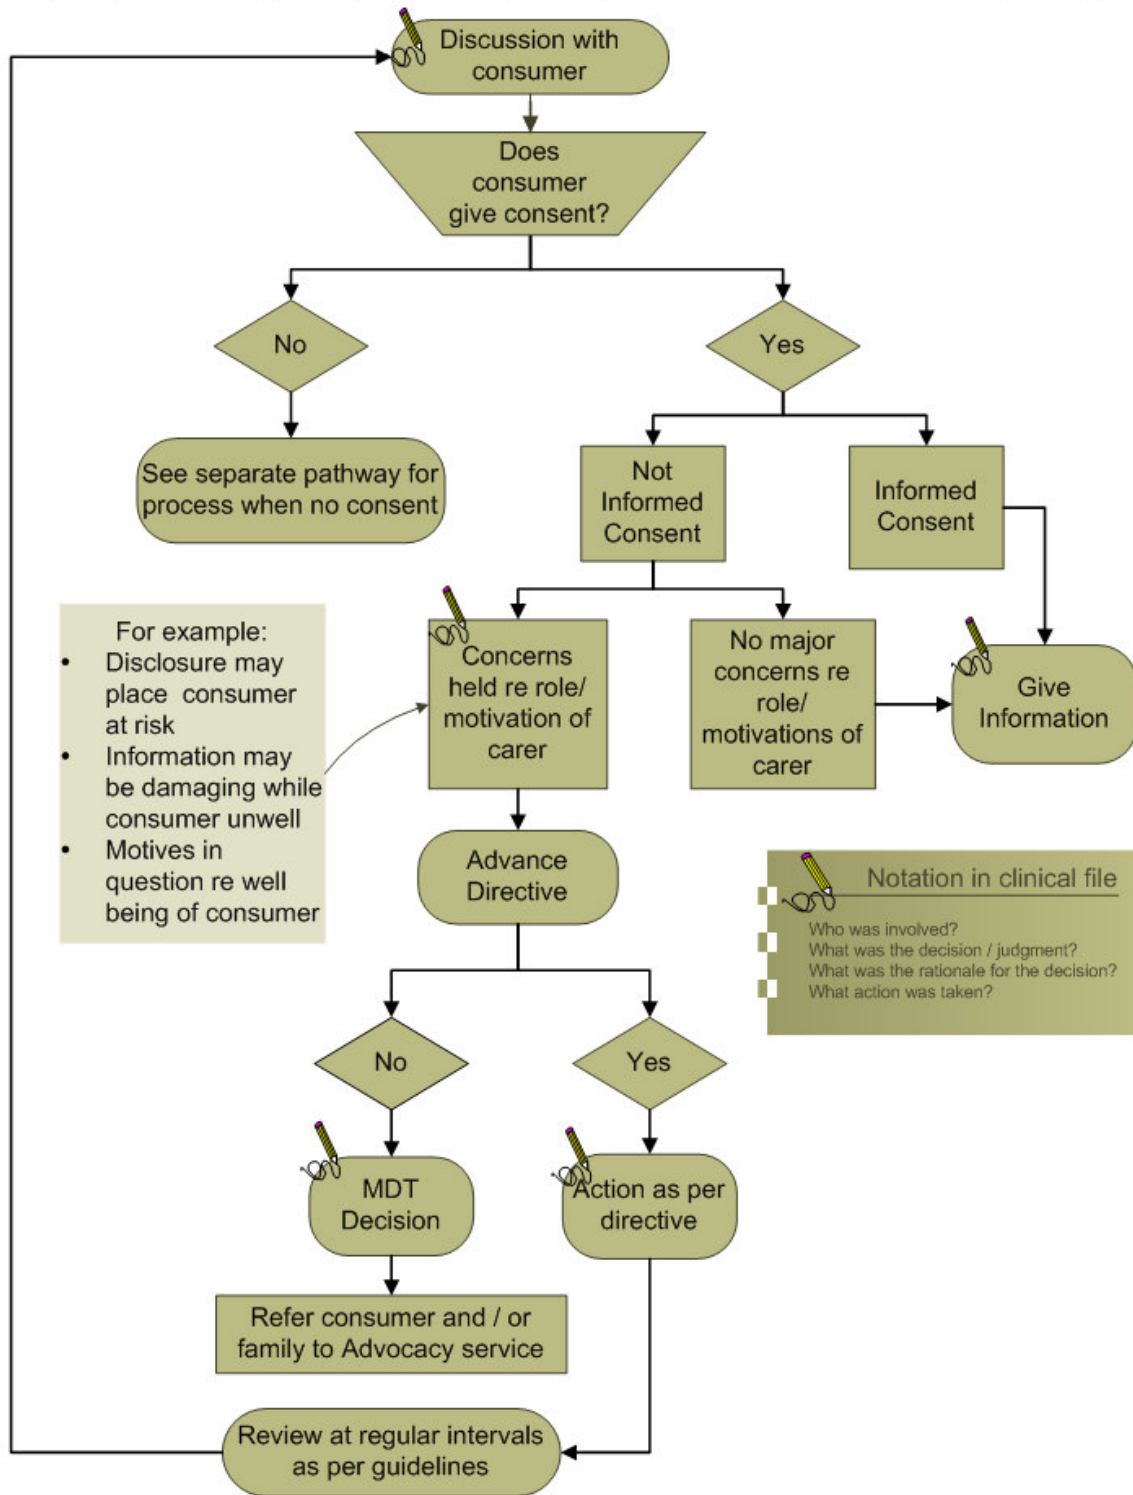 Discussion with
consumer
Does
consumer
give consent?
No
Yes
See separate pathway for
process when no consent
Not
Informed
Consent
Informed
Consent
For example:
• Disclosure may
place consumer
at risk
• Information may
be damaging while
consumer unwell
• Motives in
question re well
being of consumer
Concerns
held re role/
motivation of
carer
No major
concerns re
role/
motivations of
carer
Give
Information
Advance
Directive
Notation in clinical file
Who was involved?
What was the decision / judgment?
What was the rationale for the decision?
What action was taken?
No
Yes
MDT
Decision
Action as per
directive
Refer consumer and / or
family to Advocacy service
Review at regular intervals
as per guidelines